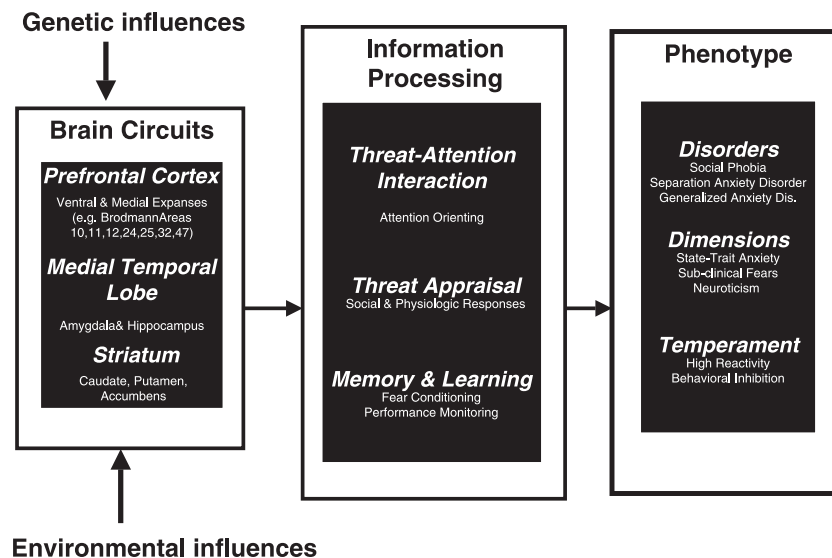 Genetic influences
Brain Circuits
Prefrontal Cortex
Ventral & Medial Expanses
(e.g. BrodmannAreas
10,11,12,24,25,32,47)
Medial Temporal
Lobe
Amygdala& Hippocampus
Striatum
Caudate, Putamen,
Accumbens
Environmental influences
Information
Processing
Threat-Attention
Interaction
Attention Orienting
Threat Appraisal
Social & Physiologic Responses
Memory & Learning
Fear Conditioning
Performance Monitoring
Phenotype
Disorders
Social Phobia
Separation Anxiety Disorder
Generalized Anxiety Dis.
Dimensions
State-Trait Anxiety
Sub-clinical Fears
Neuroticism
Temperament
High Reactivity
Behavioral Inhibition